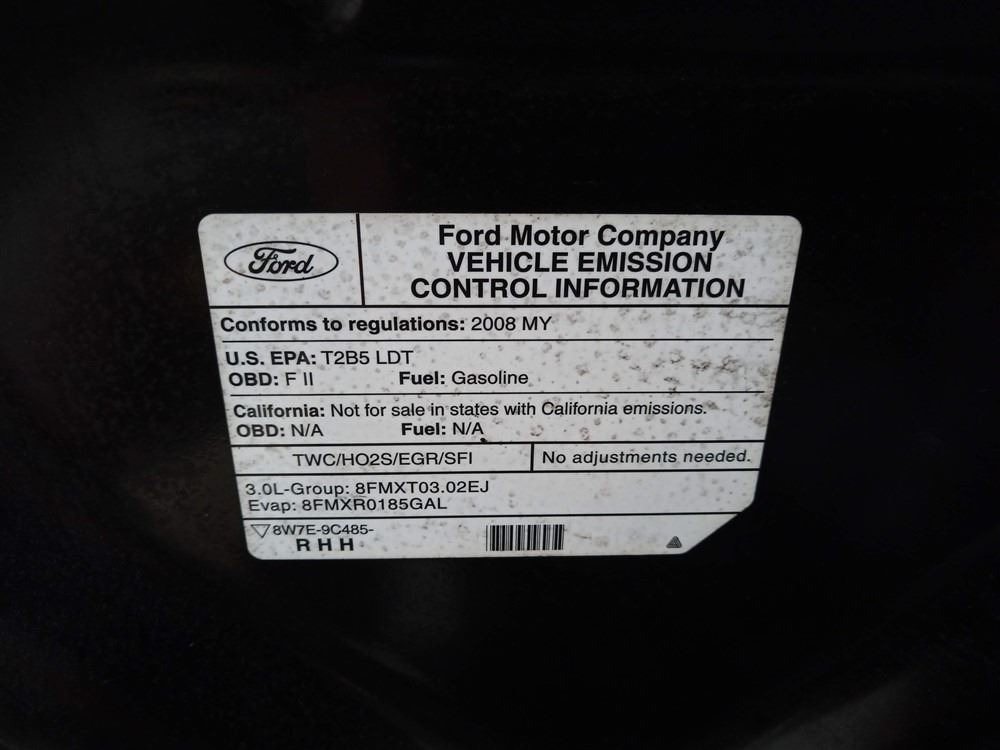 Ford
Ford Motor Company
VEHICLE EMISSION
CONTROL INFORMATION
Conforms to regulations: 2008 MY
U.S. EPA: T2B5 LDT
OBD: F II Fuel: Gasoline
California: Not for sale in states with California emissions.
OBD: N/A Fuel: N/A
TWC/HO2S/EGR/SFI No adjustments needed.
3.0L-Group: 8FMXT03.02EJ
Evap: 8FMXR0185GAL
8W7E-9C485-
RHH